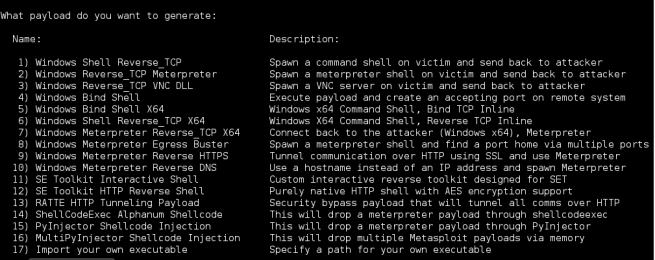 What payload do you want to generate:
Name: Description:
1) Windows Shell Reverse_TCP Spawn a command shell on victim and send back to attacker
2) Windows Reverse_TCP Meterpreter Spawn a meterpreter shell on victim and send back to attacker
3) Windows Reverse_TCP VNC DLL Spawn a VNC server on victim and send back to attacker
4) Windows Bind Shell Execute payload and create an accepting port on remote system
5) Windows Bind Shell X64 Windows x64 Command Shell, Bind TCP Inline
6) Windows Shell Reverse_TCP X64 Windows X64 Command Shell, Reverse TCP Inline
7) Windows Meterpreter Reverse_TCP X64 Connect back to the attacker (Windows x64), Meterpreter
8) Windows Meterpreter Egress Buster Spawn a meterpreter shell and find a port home via multiple ports
9) Windows Meterpreter Reverse HTTPS Tunnel communication over HTTP using SSL and use Meterpreter
10) Windows Meterpreter Reverse DNS Use a hostname instead of an IP address and spawn Meterpreter
11) SE Toolkit Interactive Shell Custom interactive reverse toolkit designed for SET
12) SE Toolkit HTTP Reverse Shell Purely native HTTP shell with AES encryption support
13) RATTE HTTP Tunneling Payload Security bypass payload that will tunnel all comms over HTTP
14) ShellCodeExec Alphanum Shellcode This will drop a meterpreter payload through shellcodeexec
15) PyInjector Shellcode Injection This will drop a meterpreter payload through PyInjector
16) MultiPyInjector Shellcode Injection This will drop multiple Metasploit payloads via memory
17) Import your own executable Specify a path for your own executable